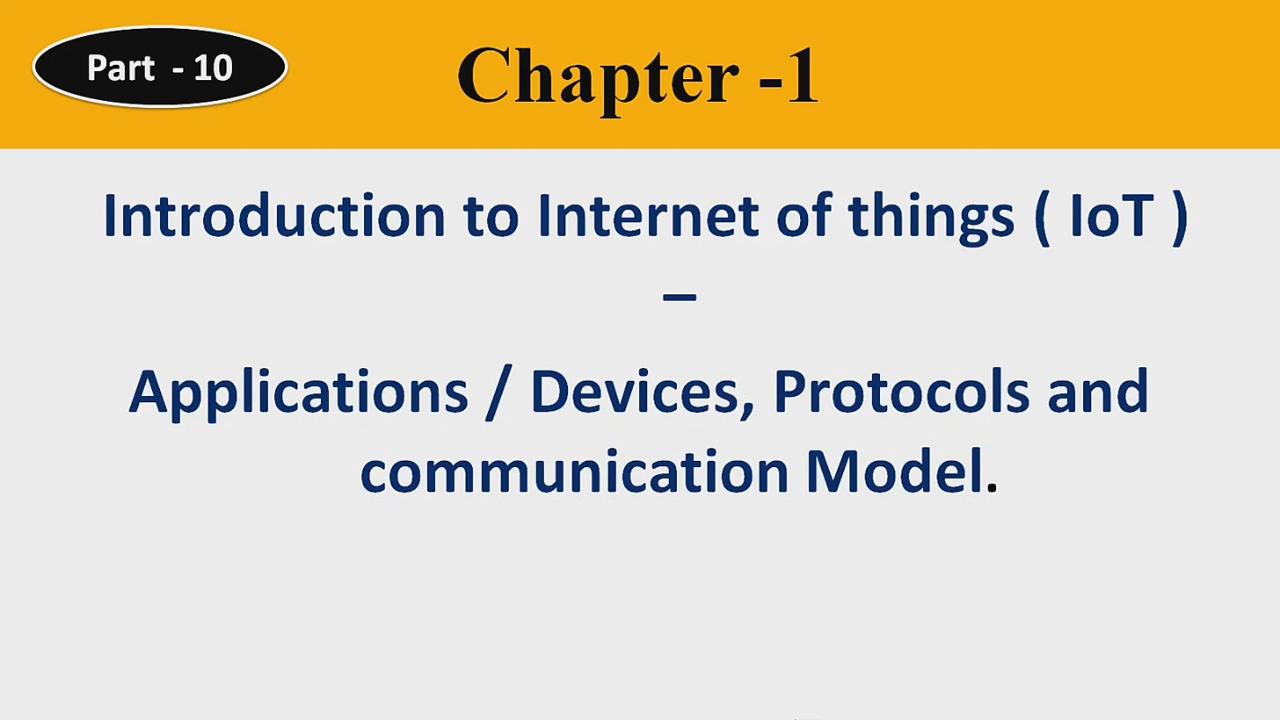 Part - 10
Chapter -1
Introduction to Internet of things ( IoT )
–
Applications / Devices, Protocols and
communication Model.